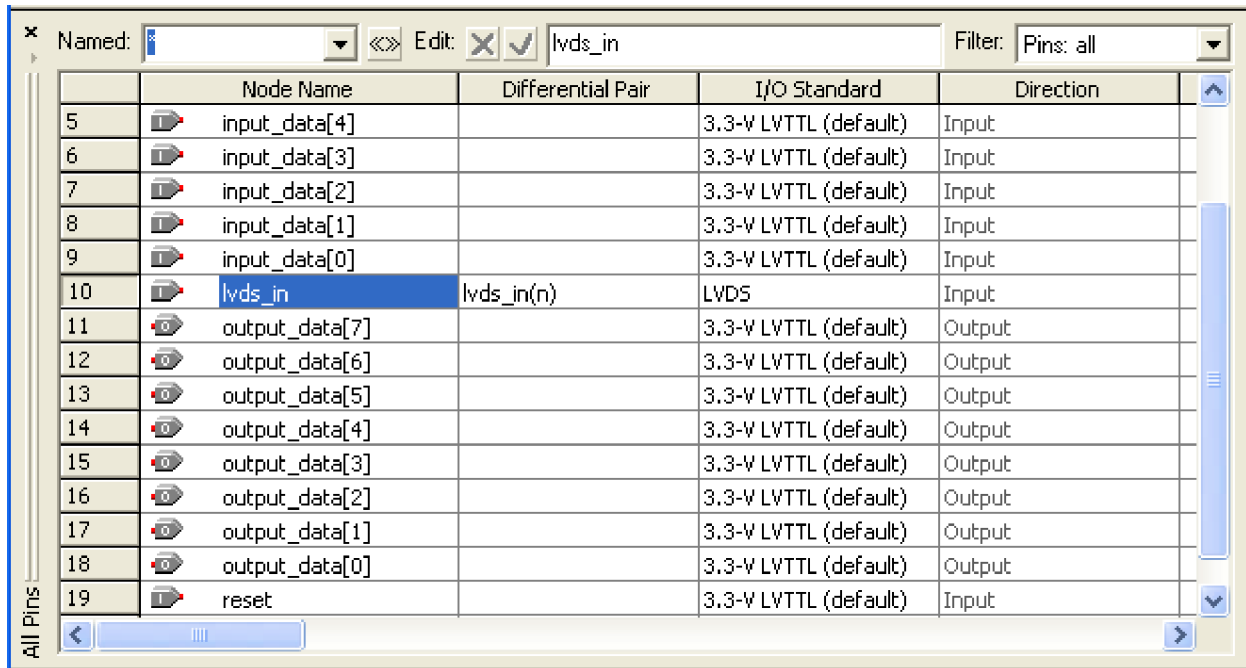 Named: * Edit: lvds_in Filter: Pins: all
Node Name Differential Pair I/O Standard Direction
5 input_data[4] 3.3-V LVTTL (default) Input
6 input_data[3] 3.3-V LVTTL (default) Input
7 input_data[2] 3.3-V LVTTL (default) Input
8 input_data[1] 3.3-V LVTTL (default) Input
9 input_data[0] 3.3-V LVTTL (default) Input
10 lvds_in lvds_in(n) LVDS Input
11 output_data[7] 3.3-V LVTTL (default) Output
12 output_data[6] 3.3-V LVTTL (default) Output
13 output_data[5] 3.3-V LVTTL (default) Output
14 output_data[4] 3.3-V LVTTL (default) Output
15 output_data[3] 3.3-V LVTTL (default) Output
16 output_data[2] 3.3-V LVTTL (default) Output
17 output_data[1] 3.3-V LVTTL (default) Output
18 output_data[0] 3.3-V LVTTL (default) Output
19 reset 3.3-V LVTTL (default) Input
All Pins